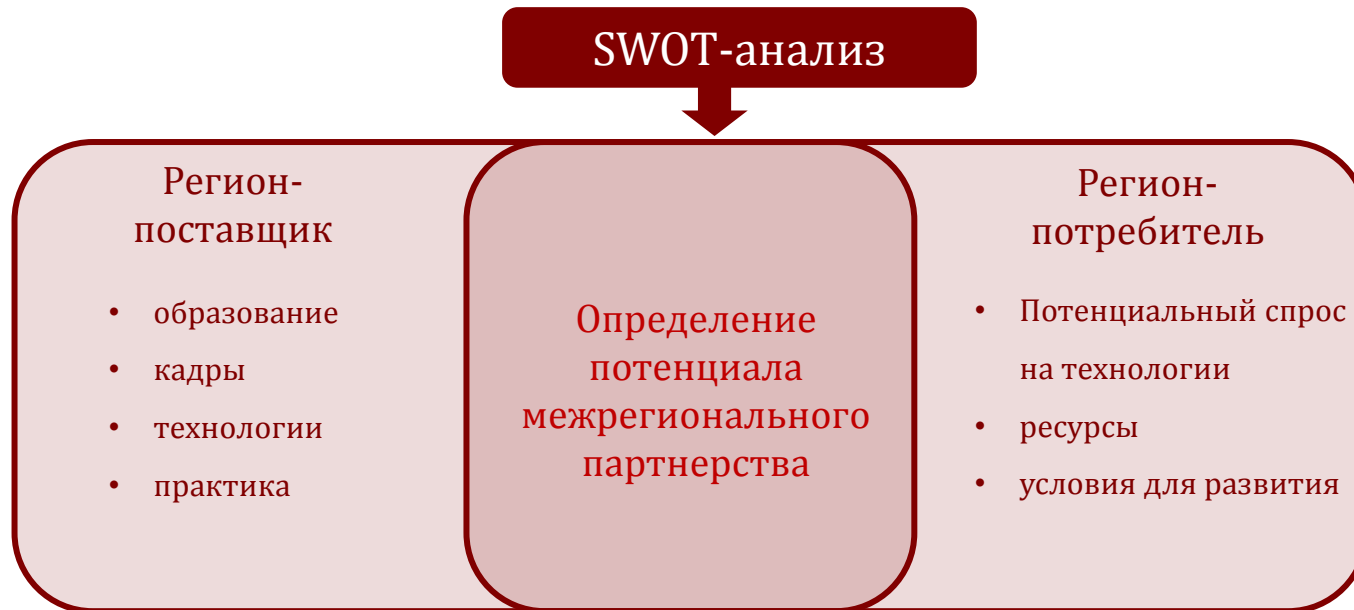 SWOT-анализ
Регион-
поставщик
• образование
• кадры
• технологии
• практика
Определение
потенциала
межрегионального
партнерства
Регион-
потребитель
• Потенциальный спрос
на технологии
• ресурсы
• условия для развития